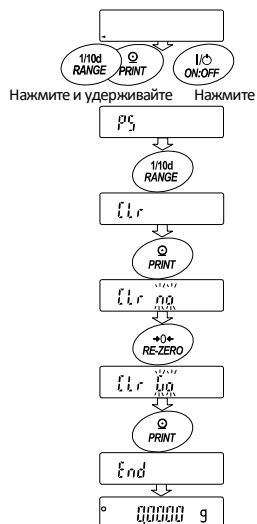 1/10d
RANGE
PRINT
ON:OFF
Нажмите и удерживайте Нажмите
PS
1/10d
RANGE
Clr
PRINT
Clr no
→0←
RE-ZERO
Clr Go
PRINT
End
0.0000 g